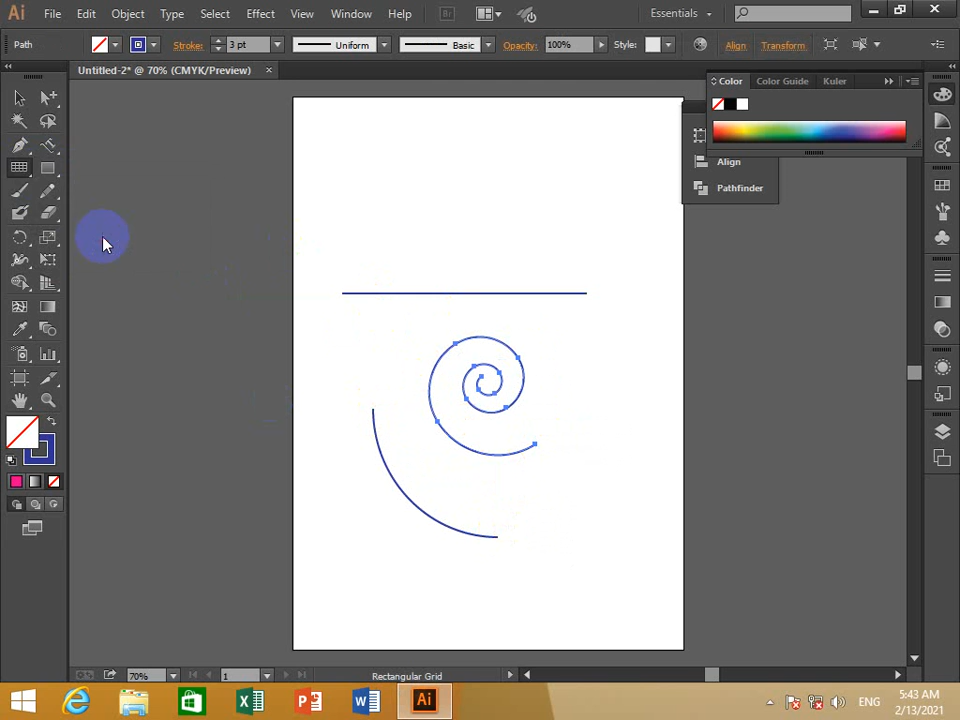 Ai File Edit Object Type Select Effect View Window Help Br Essentials
Path Stroke: 3 pt Uniform Basic Opacity: 100% Style: Align Transform
Untitled-2* @ 70% (CMYK/Preview) ×
Color Color Guide Kuler
Align
Pathfinder
70% 1 Rectangular Grid
Ai ENG 5:43 AM
2/13/2021